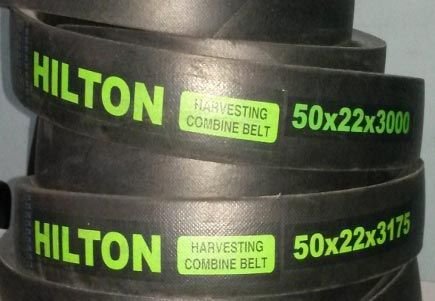 HILTON HARVESTING COMBINE BELT 50x22x3000
HILTON HARVESTING COMBINE BELT 50x22x3175